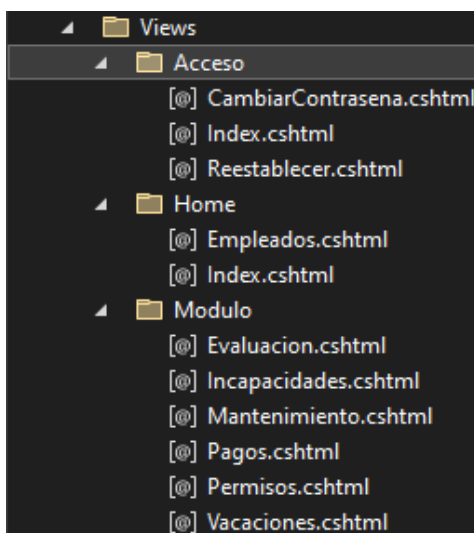 Views
Acceso
[@] CambiarContrasena.cshtml
[@] Index.cshtml
[@] Reestablecer.cshtml
Home
[@] Empleados.cshtml
[@] Index.cshtml
Modulo
[@] Evaluacion.cshtml
[@] Incapacidades.cshtml
[@] Mantenimiento.cshtml
[@] Pagos.cshtml
[@] Permisos.cshtml
[@] Vacaciones.cshtml